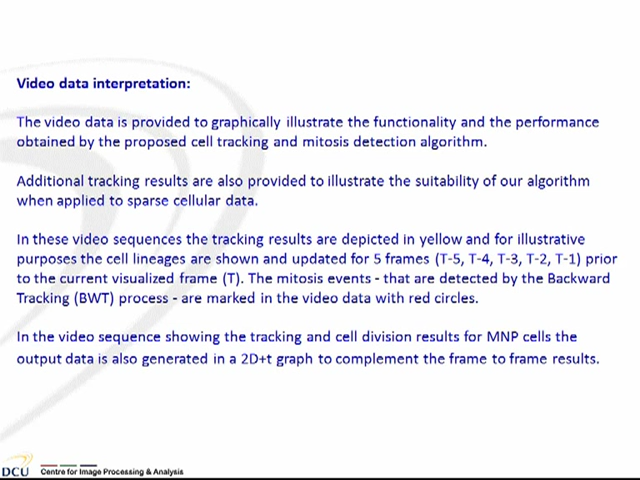 Video data interpretation:
The video data is provided to graphically illustrate the functionality and the performance
obtained by the proposed cell tracking and mitosis detection algorithm.
Additional tracking results are also provided to illustrate the suitability of our algorithm
when applied to sparse cellular data.
In these video sequences the tracking results are depicted in yellow and for illustrative
purposes the cell lineages are shown and updated for 5 frames (T-5, T-4, T-3, T-2, T-1) prior
to the current visualized frame (T). The mitosis events - that are detected by the Backward
Tracking (BWT) process - are marked in the video data with red circles.
In the video sequence showing the tracking and cell division results for MNP cells the
output data is also generated in a 2D+t graph to complement the frame to frame results.
DCU Centre for Image Processing & Analysis